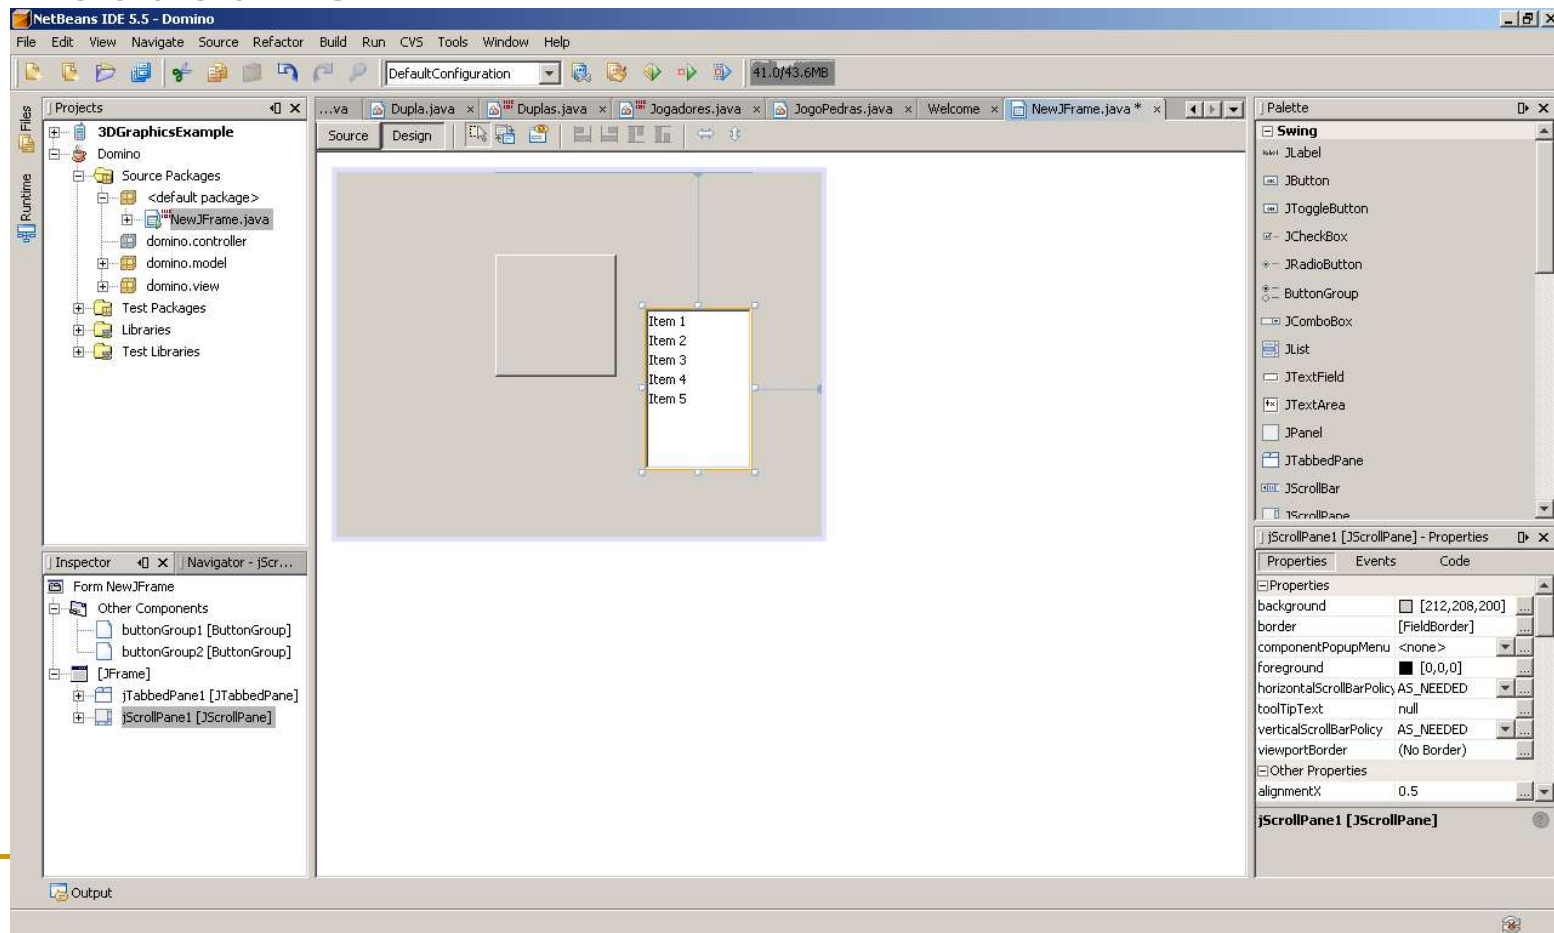 NetBeans IDE 5.5 - Domino
File Edit View Navigate Source Refactor Build Run CVS Tools Window Help
DefaultConfiguration
41.0/43.6MB
Files
Runtime
Projects
3DGraphicsExample
Domino
Source Packages
<default package>
NewJFrame.java
domino.controller
domino.model
domino.view
Test Packages
Libraries
Test Libraries
...va Dupla.java Duplas.java Jogadores.java JogoPedras.java Welcome NewJFrame.java *
Source Design
Item 1
Item 2
Item 3
Item 4
Item 5
Palette
Swing
JLabel
JButton
JToggleButton
JCheckBox
JRadioButton
ButtonGroup
JComboBox
JList
JTextField
JTextArea
JPanel
JTabbedPane
JScrollBar
JScrollPane
Inspector Navigator - jScr...
Form NewJFrame
Other Components
buttonGroup1 [ButtonGroup]
buttonGroup2 [ButtonGroup]
[JFrame]
jTabbedPane1 [JTabbedPane]
jScrollPane1 [JScrollPane]
jScrollPane1 [JScrollPane] - Properties
Properties Events Code
Properties
background [212,208,200] ...
border [FieldBorder] ...
componentPopupMenu <none> ...
foreground [0,0,0] ...
horizontalScrollBarPolicy AS_NEEDED ...
toolTipText null ...
verticalScrollBarPolicy AS_NEEDED ...
viewportBorder (No Border) ...
Other Properties
alignmentX 0.5 ...
jScrollPane1 [JScrollPane]
Output